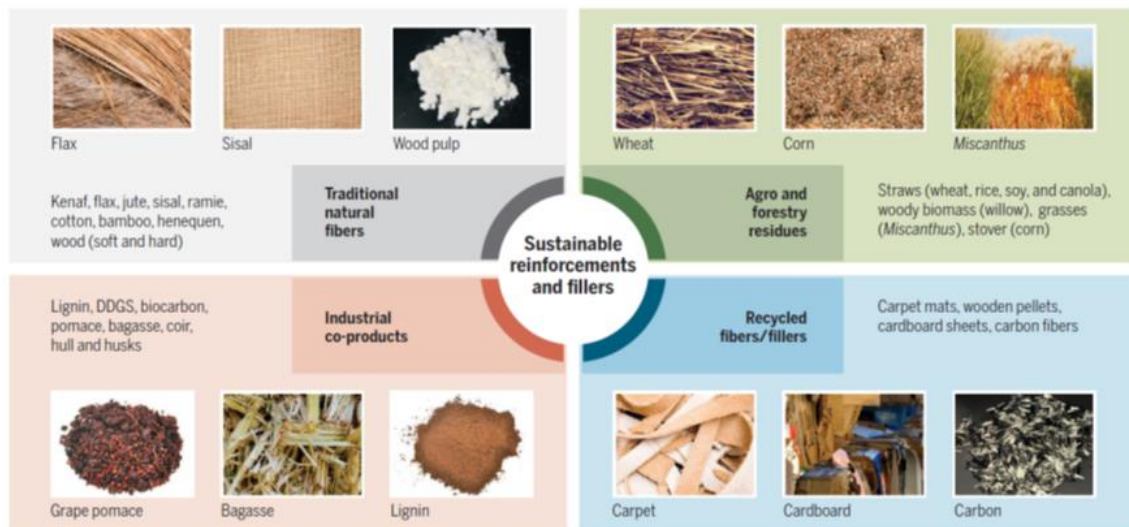 Flax
Sisal
Wood pulp
Kenaf, flax, jute, sisal, ramie,
cotton, bamboo, henequen,
wood (soft and hard)
Traditional
natural
fibers
Wheat
Corn
Miscanthus
Agro and
forestry
residues
Straws (wheat, rice, soy, and canola),
woody biomass (willow), grasses
(Miscanthus), stover (corn)
Sustainable
reinforcements
and fillers
Lignin, DDGS, biocarbon,
pomace, bagasse, coir,
hull and husks
Industrial
co-products
Grape pomace
Bagasse
Lignin
Recycled
fibers/fillers
Carpet mats, wooden pellets,
cardboard sheets, carbon fibers
Carpet
Cardboard
Carbon